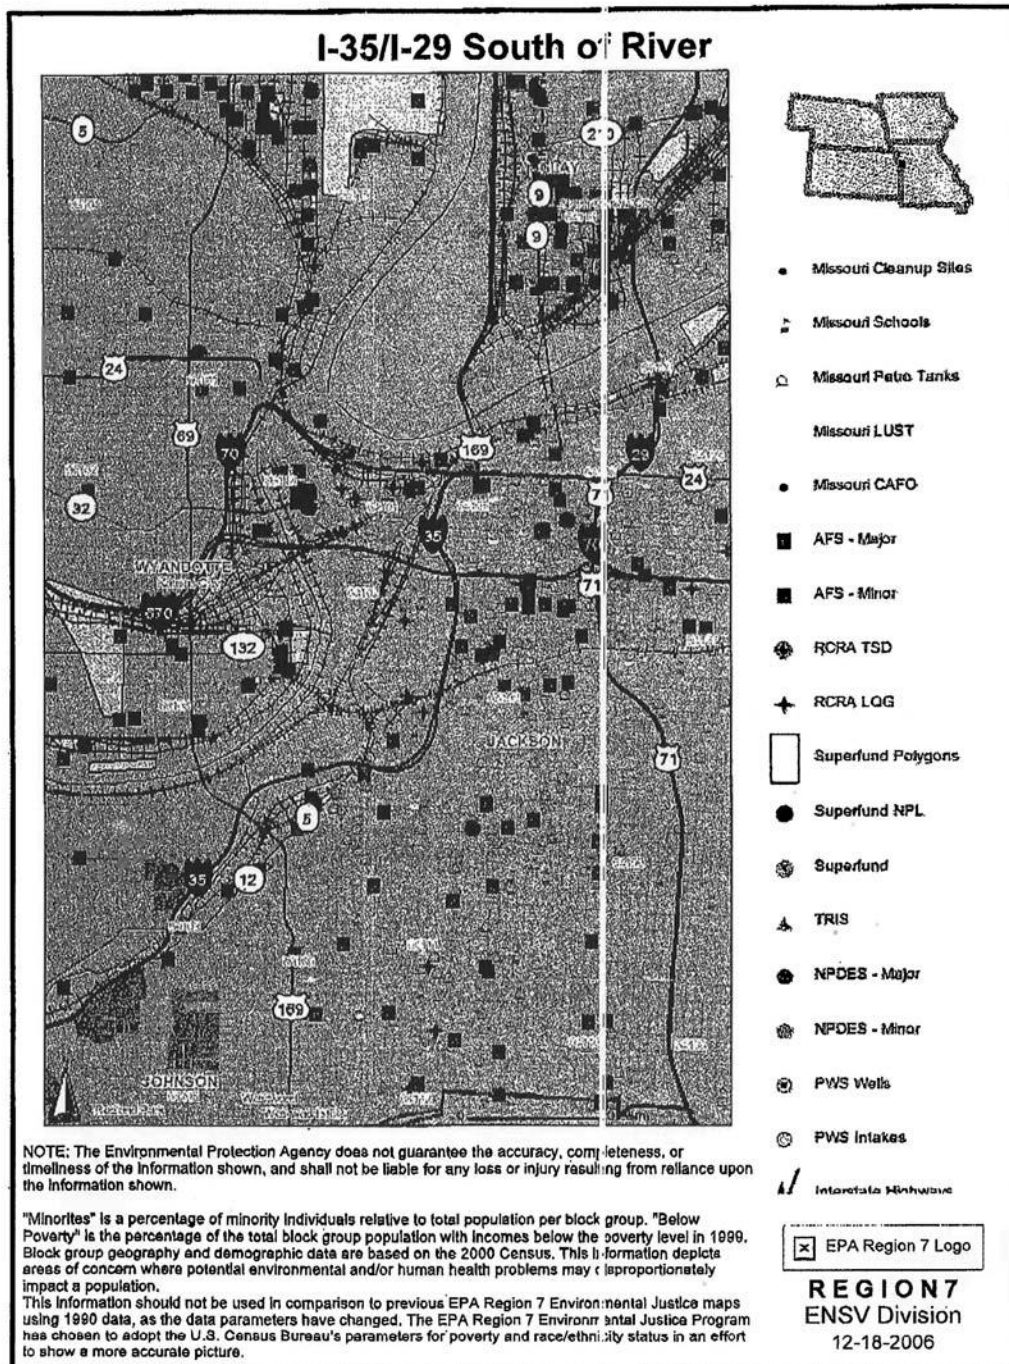 I-35/I-29 South of River
5
210
CLAY
9
9
24
69
70
169
29
24
71
32
35
70
WYANDOTTE
71
670
132
JACKSON
71
5
35
12
169
JOHNSON
Missouri Cleanup Sites
Missouri Schools
Missouri Petro Tanks
Missouri LUST
Missouri CAFO
AFS - Major
AFS - Minor
RCRA TSD
RCRA LQG
Superfund Polygons
Superfund NPL
Superfund
TRIS
NPDES - Major
NPDES - Minor
PWS Wells
PWS Intakes
Interstate Highways
NOTE: The Environmental Protection Agency does not guarantee the accuracy, completeness, or
timeliness of the information shown, and shall not be liable for any loss or injury resulting from reliance upon
the information shown.
"Minorites" is a percentage of minority individuals relative to total population per block group. "Below
Poverty" is the percentage of the total block group population with incomes below the poverty level in 1999.
Block group geography and demographic data are based on the 2000 Census. This information depicts
areas of concern where potential environmental and/or human health problems may disproportionately
impact a population.
This information should not be used in comparison to previous EPA Region 7 Environmental Justice maps
using 1990 data, as the data parameters have changed. The EPA Region 7 Environmental Justice Program
has chosen to adopt the U.S. Census Bureau's parameters for poverty and race/ethnicity status in an effort
to show a more accurate picture.
EPA Region 7 Logo
REGION7
ENSV Division
12-18-2006